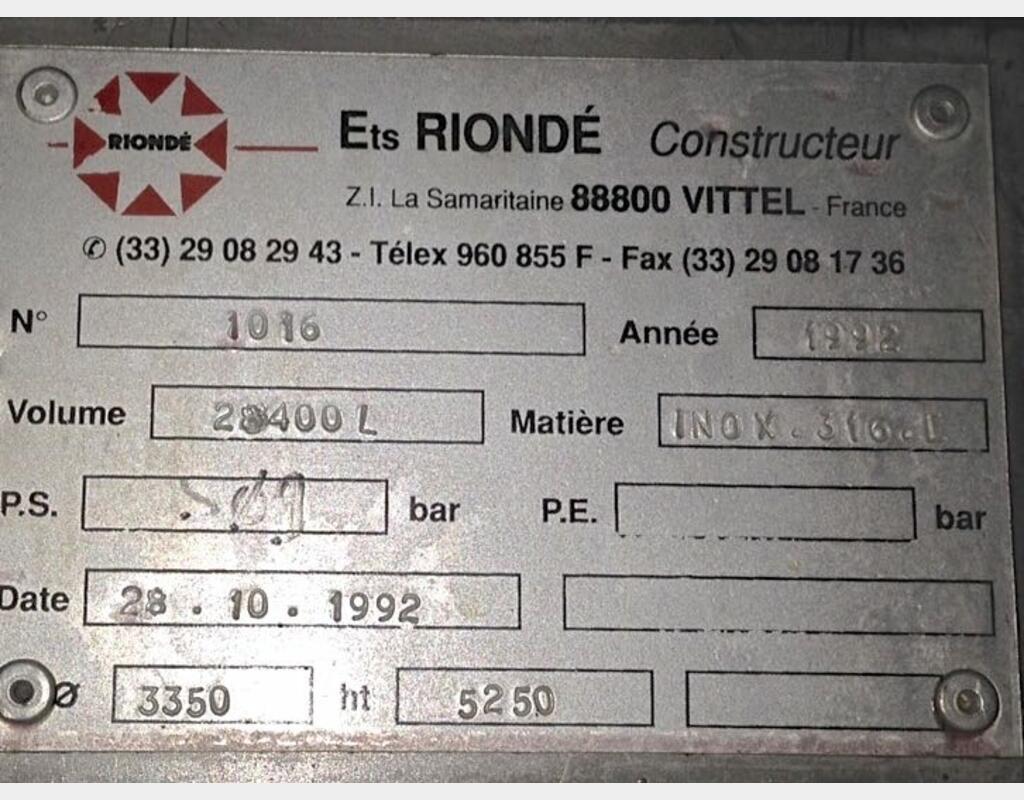 RIONDÉ
Ets RIONDÉ Constructeur
Z.I. La Samaritaine 88800 VITTEL - France
✆ (33) 29 08 29 43 - Télex 960 855 F - Fax (33) 29 08 17 36
N° 1016 Année 1992
Volume 28400 L Matière INOX.316.L
P.S. bar P.E. bar
Date 28.10.1992
Ø 3350 ht 5250